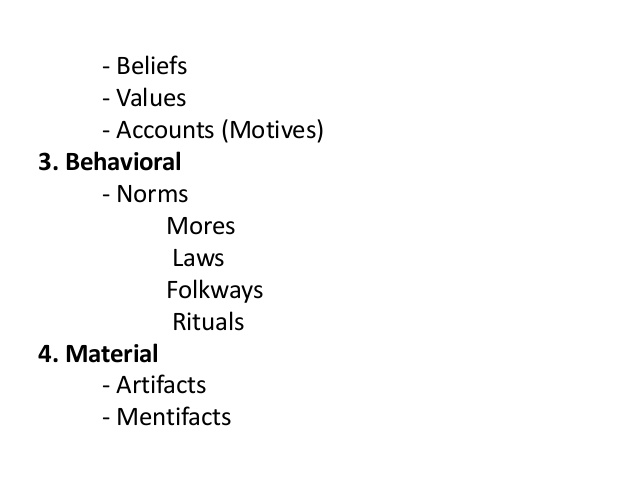 - Beliefs
- Values
- Accounts (Motives)
3. Behavioral
- Norms
Mores
Laws
Folkways
Rituals
4. Material
- Artifacts
- Mentifacts